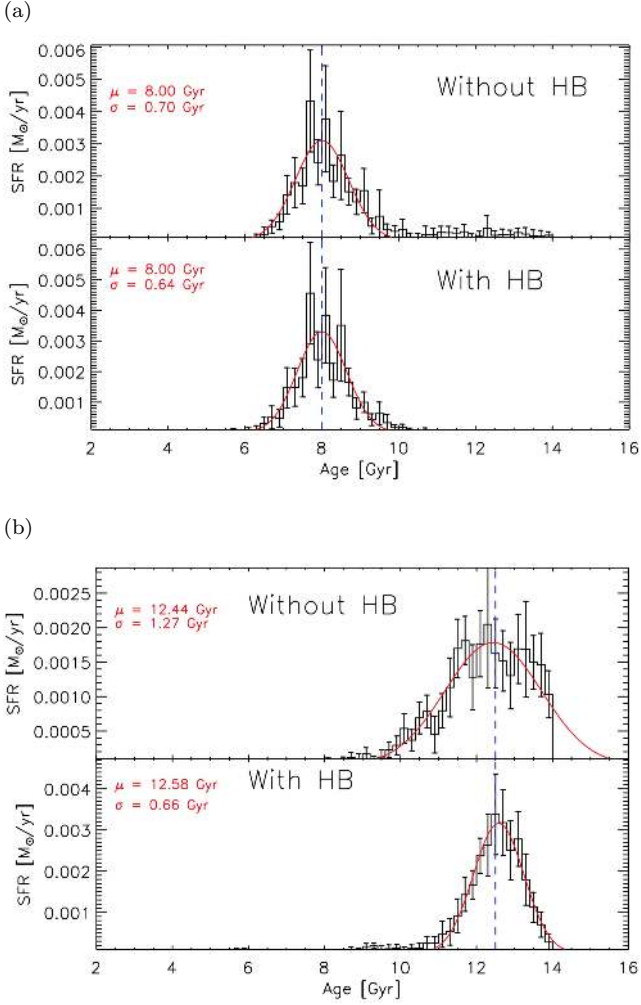 (a)
0.006
0.005
0.004
0.003
0.002
0.001
SFR [M⊙/yr]
μ = 8.00 Gyr
σ = 0.70 Gyr
Without HB
0.006
0.005
0.004
0.003
0.002
0.001
SFR [M⊙/yr]
μ = 8.00 Gyr
σ = 0.64 Gyr
With HB
2 4 6 8 10 12 14 16
Age [Gyr]
(b)
0.0025
0.0020
0.0015
0.0010
0.0005
SFR [M⊙/yr]
μ = 12.44 Gyr
σ = 1.27 Gyr
Without HB
0.004
0.003
0.002
0.001
SFR [M⊙/yr]
μ = 12.58 Gyr
σ = 0.66 Gyr
With HB
2 4 6 8 10 12 14 16
Age [Gyr]